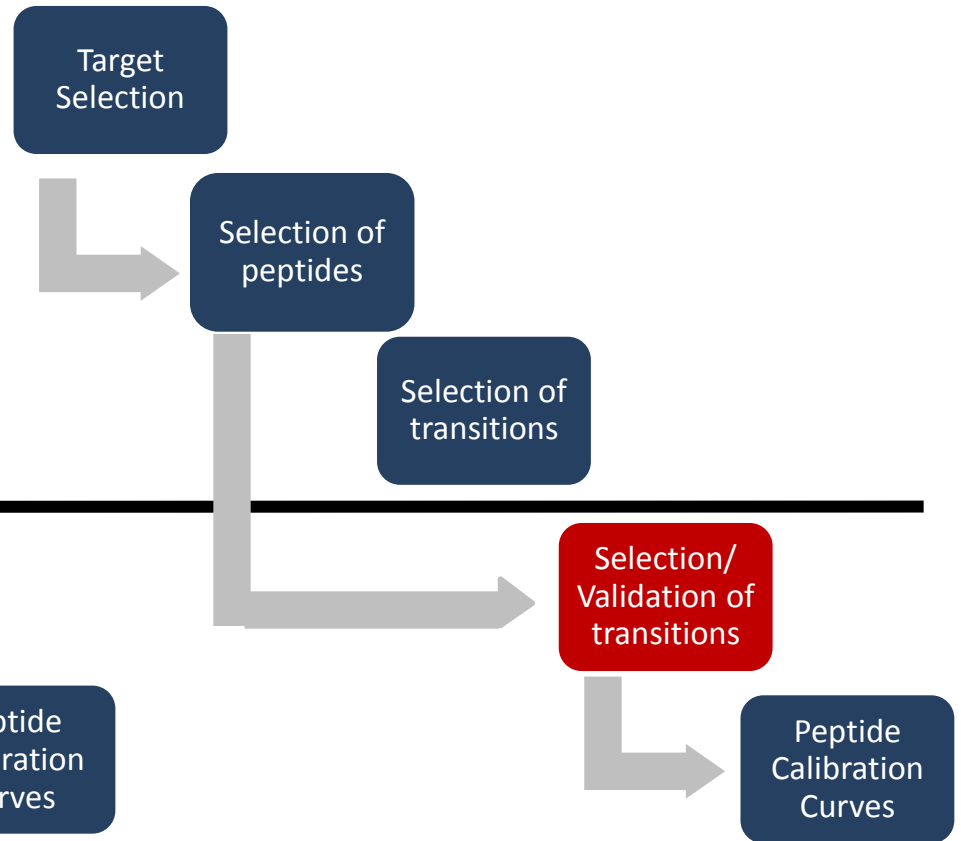 Target
Selection
Selection of
peptides
Selection of
transitions
Selection/
Validation of
transitions
Peptide
Calibration
Curves